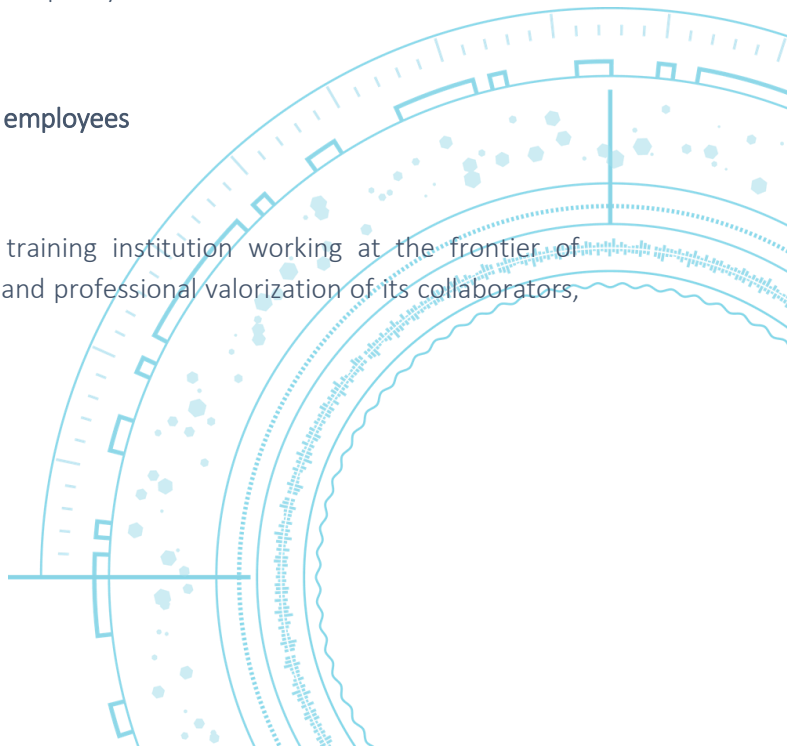 employees
training institution working at the frontier of
and professional valorization of its collaborators,